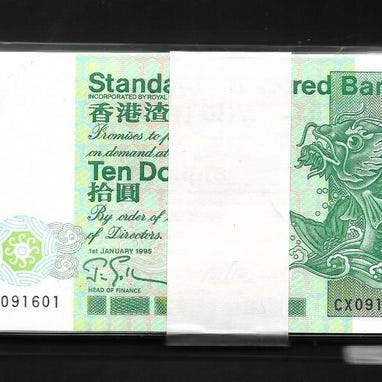 Standa red Ban
INCORPORATED BY ROYAL
香港渣
Promises to p
on demand at
Ten Do
拾圓
By order of
of Directors.
1st JANUARY 1995
HEAD OF FINANCE
091601 CX091